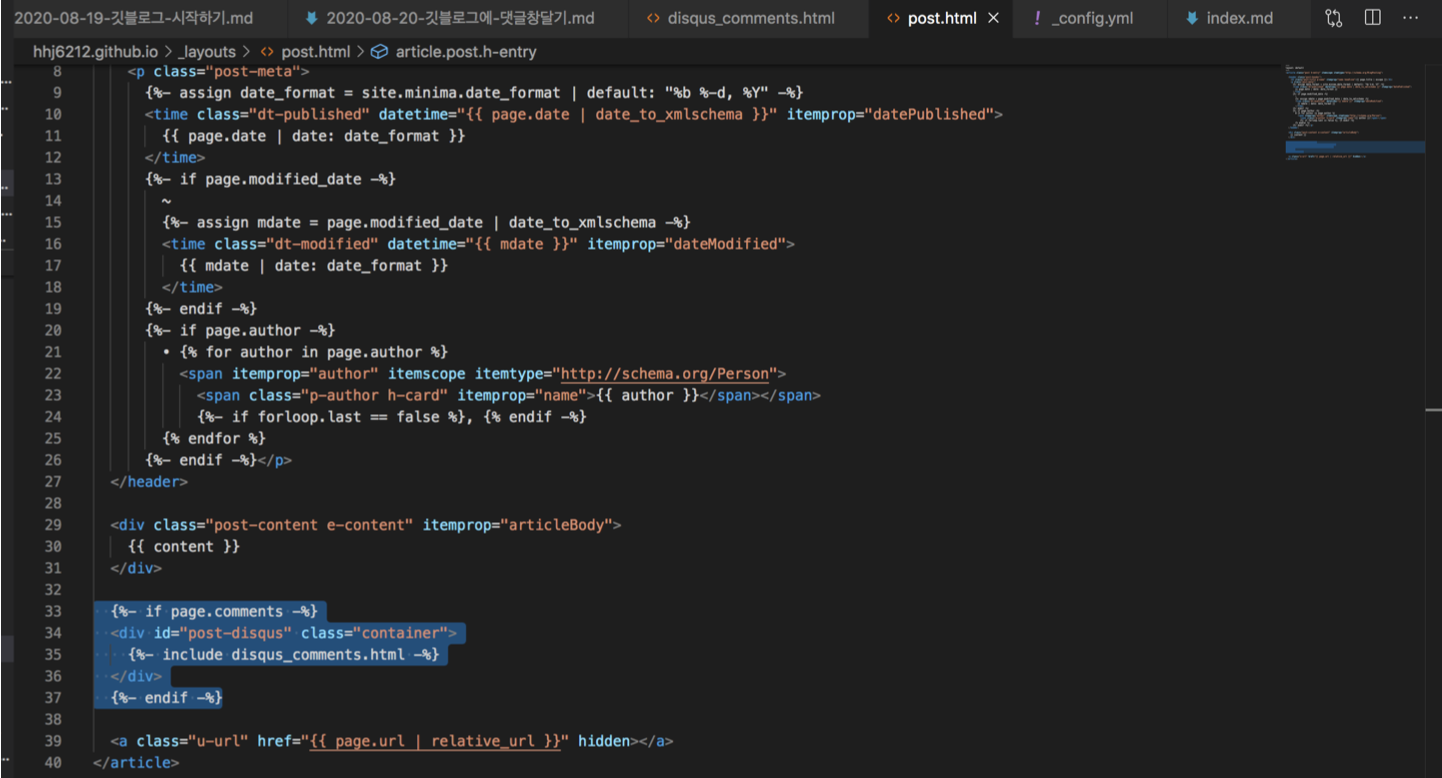 2020-08-19-깃블로그-시작하기.md 2020-08-20-깃블로그에-댓글창달기.md <> disqus_comments.html <> post.html × ! _config.yml index.md ...
hhj6212.github.io > _layouts > <> post.html > article.post.h-entry
8 <p class="post-meta">
9 {%- assign date_format = site.minima.date_format | default: "%b %-d, %Y" -%}
10 <time class="dt-published" datetime="{{ page.date | date_to_xmlschema }}" itemprop="datePublished">
11 {{ page.date | date: date_format }}
12 </time>
13 {%- if page.modified_date -%}
14 ~
15 {%- assign mdate = page.modified_date | date_to_xmlschema -%}
16 <time class="dt-modified" datetime="{{ mdate }}" itemprop="dateModified">
17 {{ mdate | date: date_format }}
18 </time>
19 {%- endif -%}
20 {%- if page.author -%}
21 • {% for author in page.author %}
22 <span itemprop="author" itemscope itemtype="http://schema.org/Person">
23 <span class="p-author h-card" itemprop="name">{{ author }}</span></span>
24 {%- if forloop.last == false %}, {% endif -%}
25 {% endfor %}
26 {%- endif -%}</p>
27 </header>
28
29 <div class="post-content e-content" itemprop="articleBody">
30 {{ content }}
31 </div>
32
33 {%- if page.comments -%}
34 <div id="post-disqus" class="container">
35 {%- include disqus_comments.html -%}
36 </div>
37 {%- endif -%}
38
39 <a class="u-url" href="{{ page.url | relative_url }}" hidden></a>
40 </article>